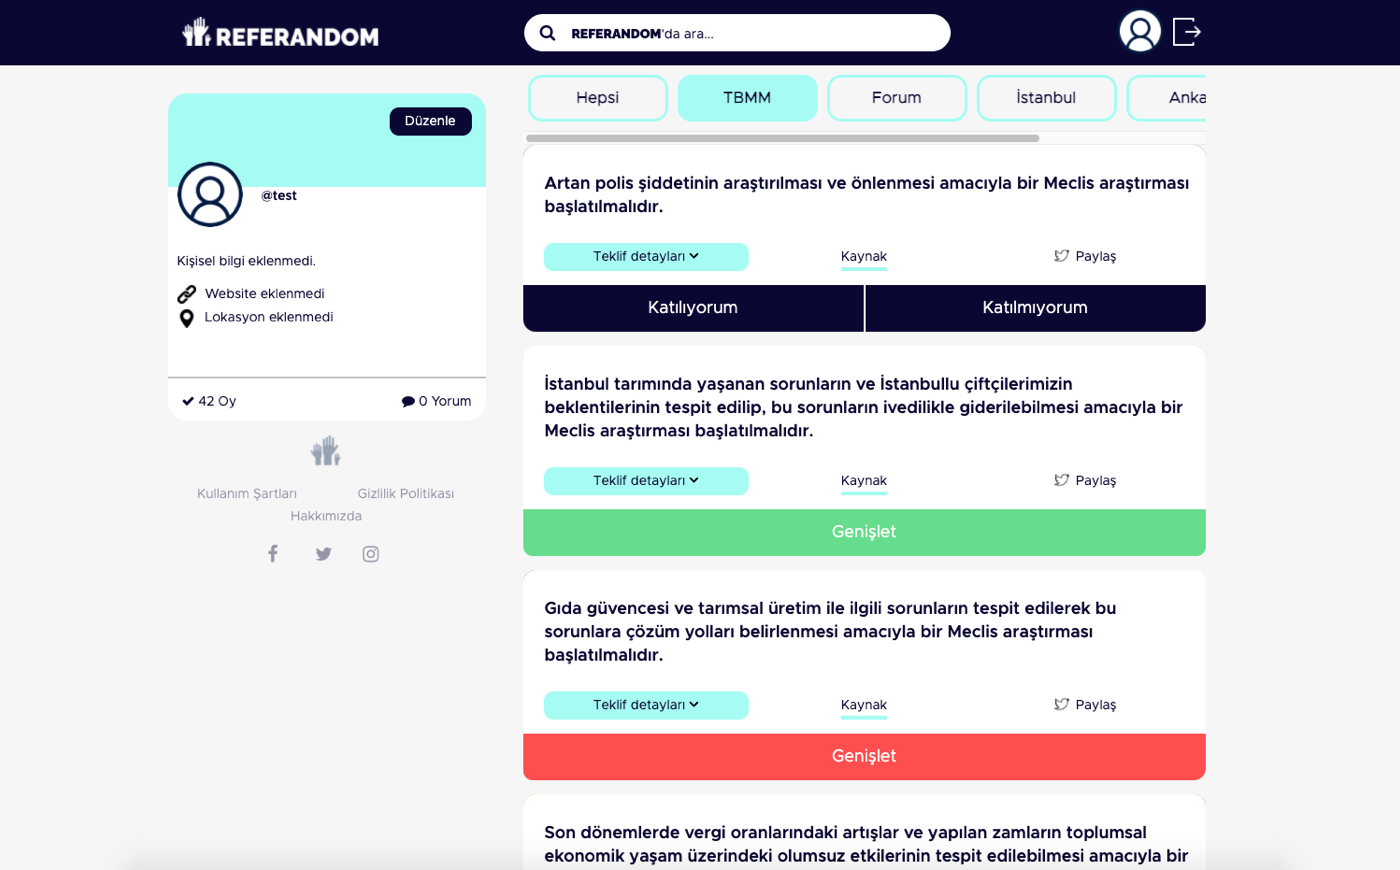 REFERANDOM
REFERANDOM'da ara...
Düzenle
@test
Kişisel bilgi eklenmedi.
Website eklenmedi
Lokasyon eklenmedi
42 Oy
0 Yorum
Kullanım Şartları
Gizlilik Politikası
Hakkımızda
Hepsi
TBMM
Forum
İstanbul
Anka
Artan polis şiddetinin araştırılması ve önlenmesi amacıyla bir Meclis araştırması
başlatılmalıdır.
Teklif detayları
Kaynak
Paylaş
Katılıyorum
Katılmıyorum
İstanbul tarımında yaşanan sorunların ve İstanbullu çiftçilerimizin
beklentilerinin tespit edilip, bu sorunların ivedilikle giderilebilmesi amacıyla bir
Meclis araştırması başlatılmalıdır.
Teklif detayları
Kaynak
Paylaş
Genişlet
Gıda güvencesi ve tarımsal üretim ile ilgili sorunların tespit edilerek bu
sorunlara çözüm yolları belirlenmesi amacıyla bir Meclis araştırması
başlatılmalıdır.
Teklif detayları
Kaynak
Paylaş
Genişlet
Son dönemlerde vergi oranlarındaki artışlar ve yapılan zamların toplumsal
ekonomik yaşam üzerindeki olumsuz etkilerinin tespit edilebilmesi amacıyla bir